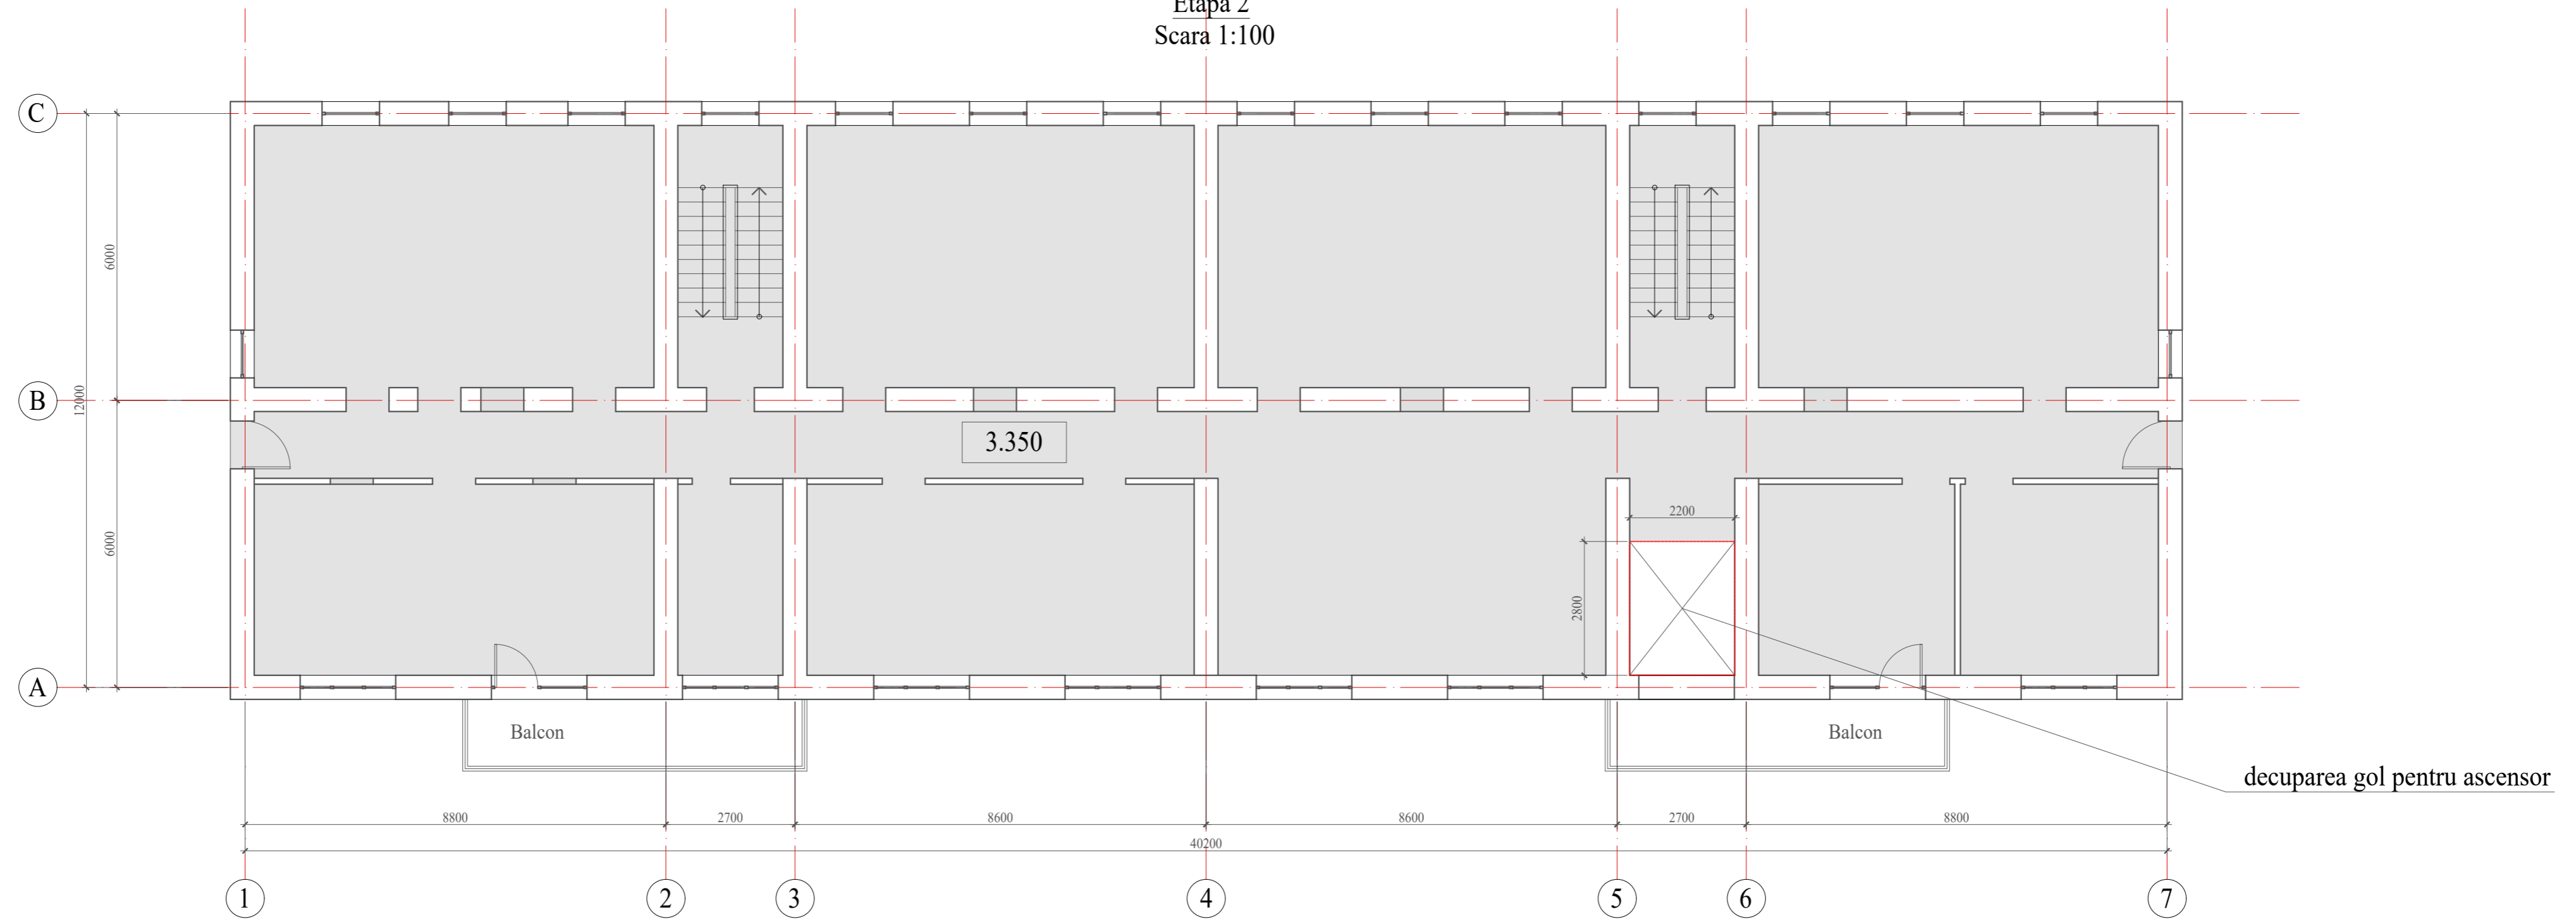 Etapa 2
Scara 1:100
C
B
A
6000
12000
6000
3.350
2200
2800
Balcon
Balcon
decuparea gol pentru ascensor
8800
2700
8600
8600
2700
8800
40200
1
2
3
4
5
6
7